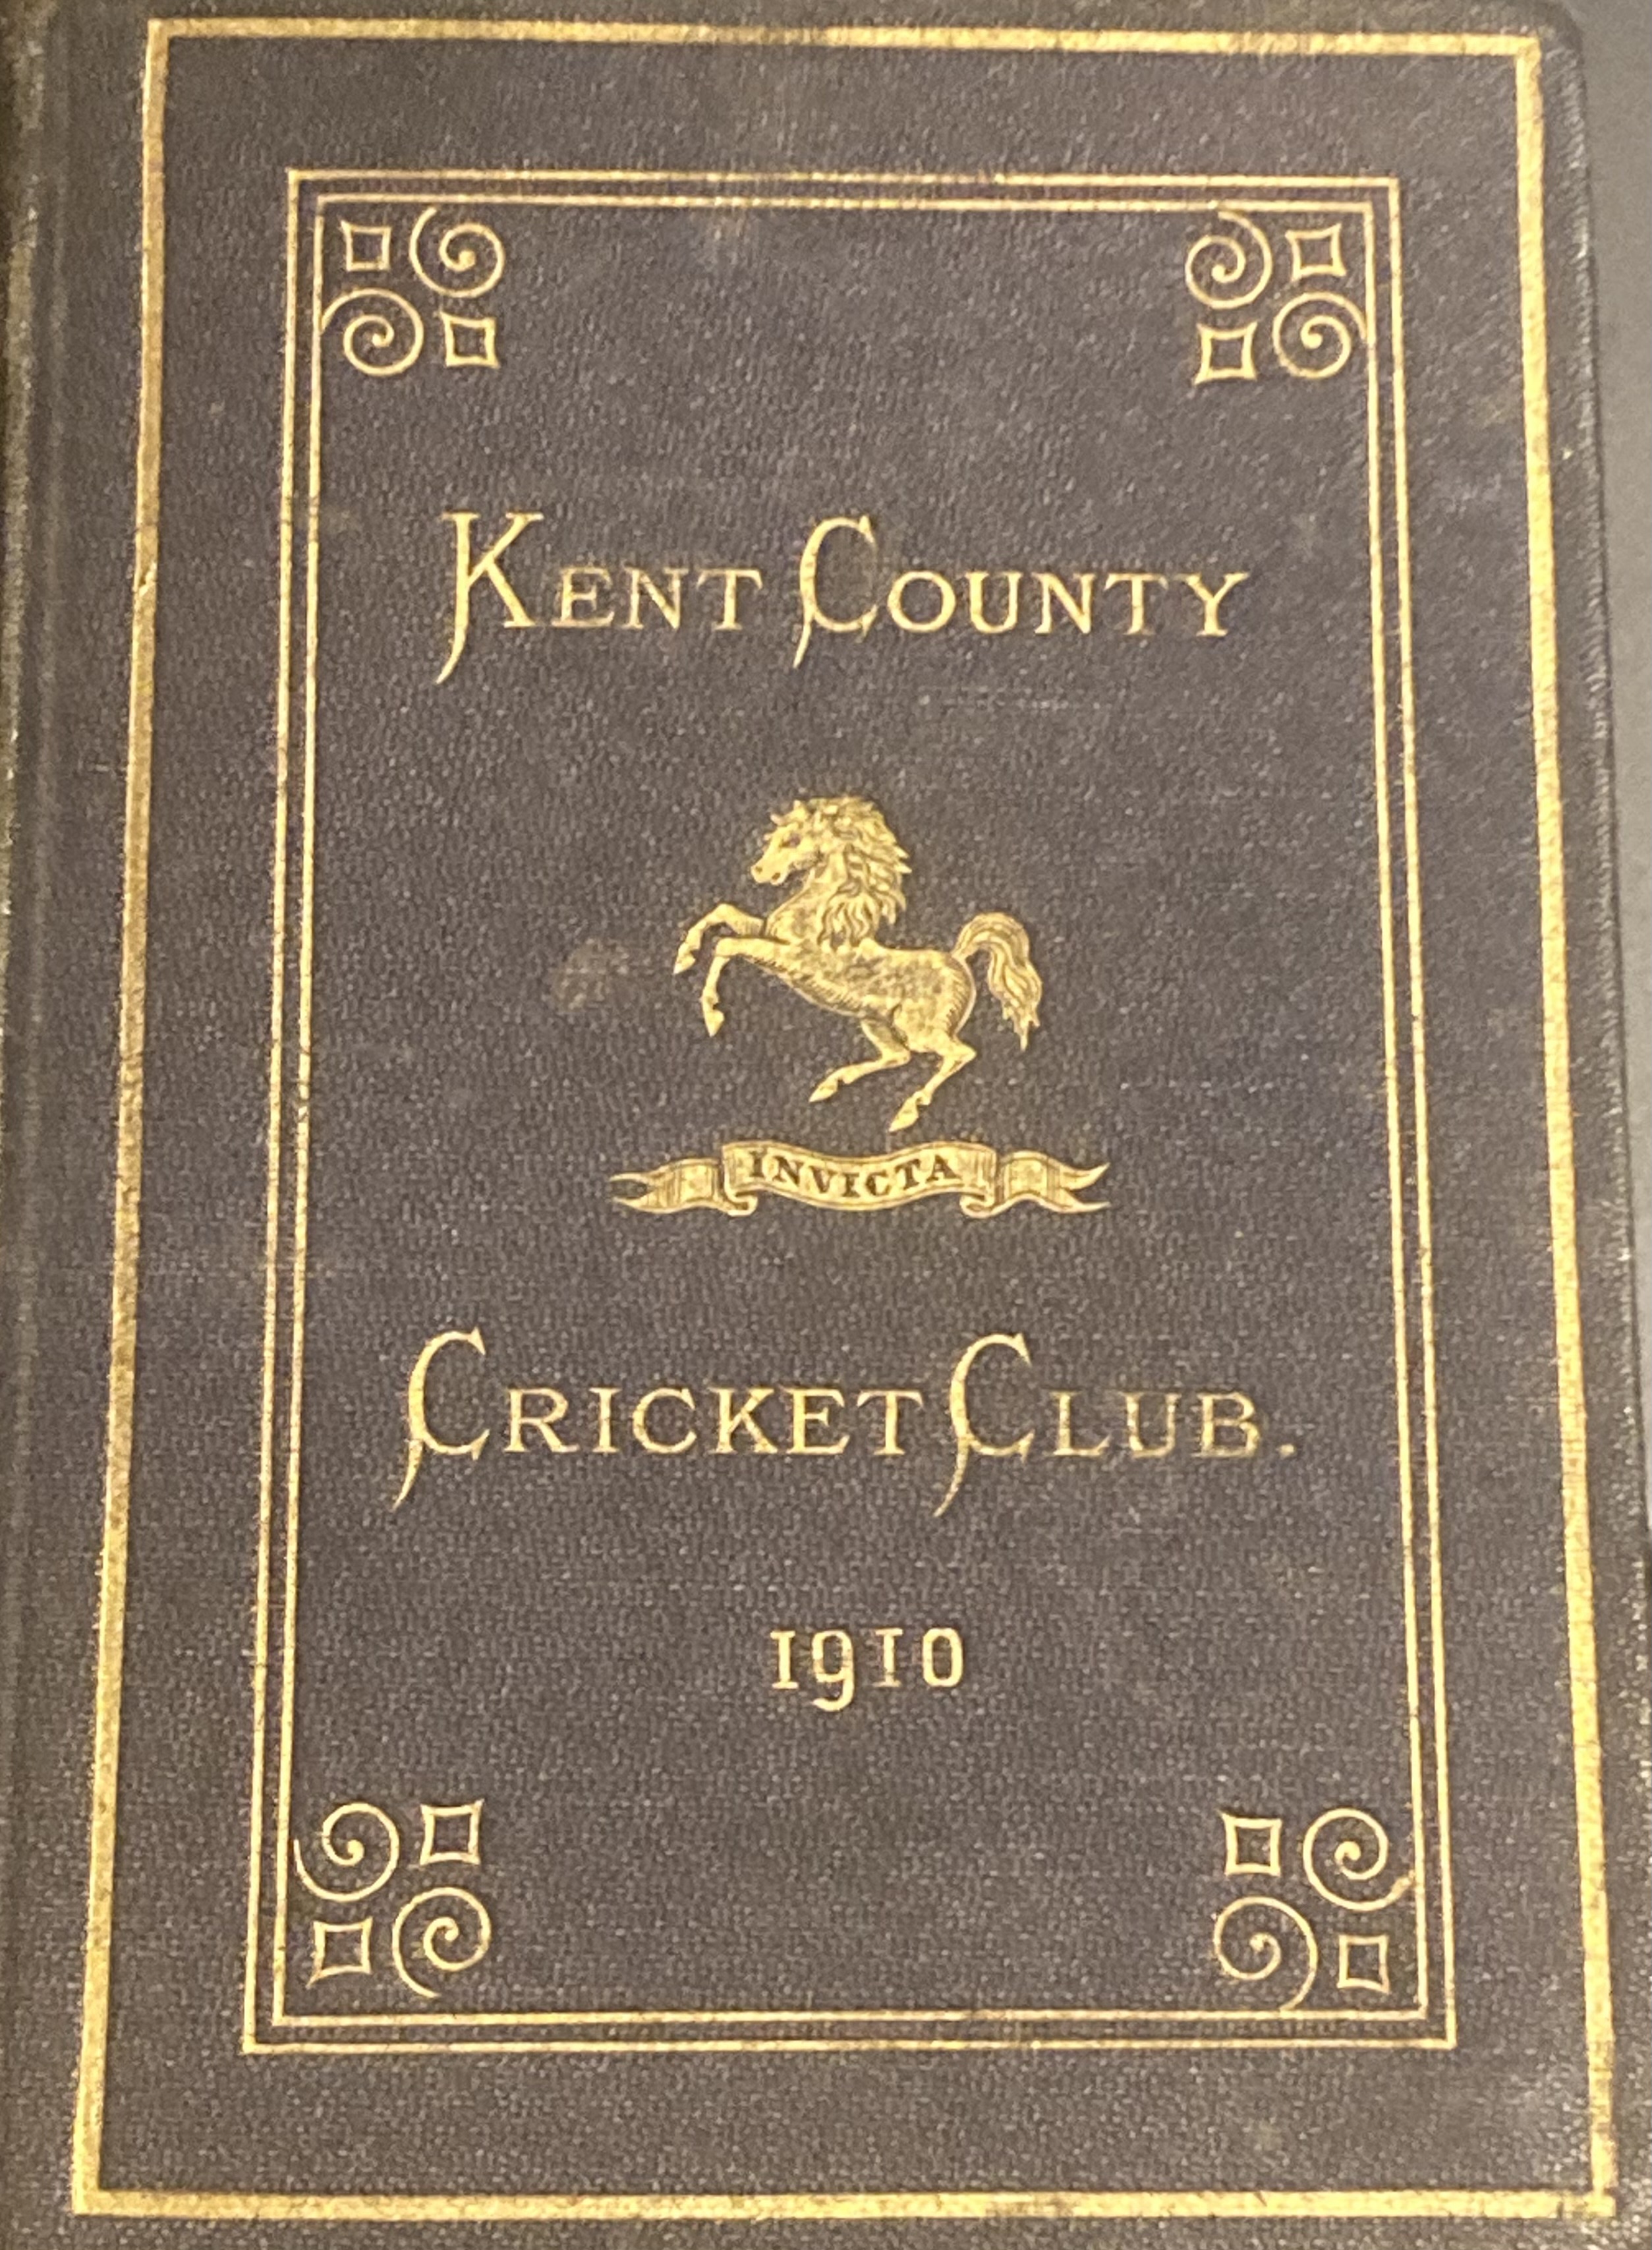 KENT COUNTY
INVICTA
CRICKET CLUB.
1910